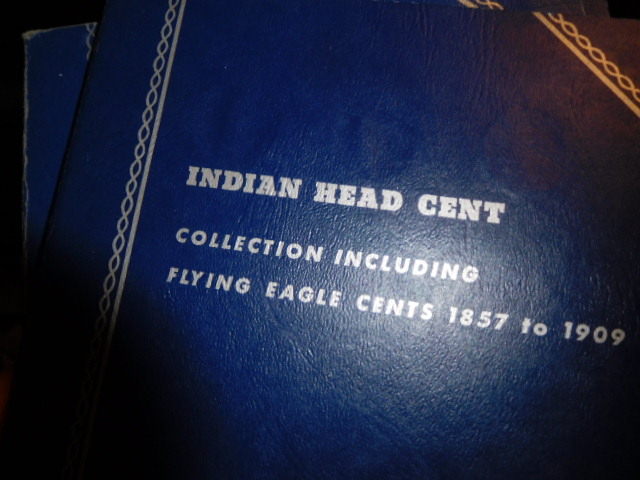 INDIAN HEAD CENT
COLLECTION INCLUDING
FLYING EAGLE CENTS 1857 to 1909